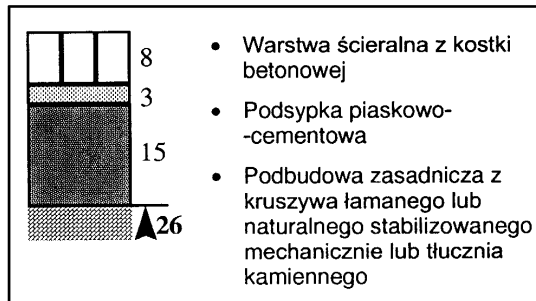 8
3
15
26
• Warstwa ścieralna z kostki
betonowej
• Podsypka piaskowo-
-cementowa
• Podbudowa zasadnicza z
kruszywa łamanego lub
naturalnego stabilizowanego
mechanicznie lub tłucznia
kamiennego